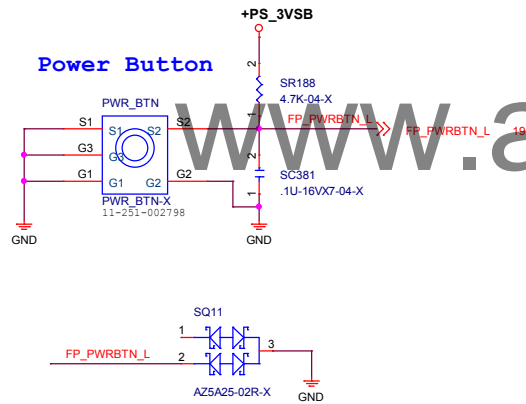 +PS_3VSB
Power Button
2
SR188
4.7K-04-X
1
PWR_BTN
S1 S1 S2 S2
FP_PWRBTN_L
FP_PWRBTN_L 19
www.a
G3 G3
2
SC381
.1U-16VX7-04-X
1
G1 G1 G2 G2
PWR_BTN-X
11-251-002798
GND
GND
SQ11
1
3
FP_PWRBTN_L
2
AZ5A25-02R-X
GND